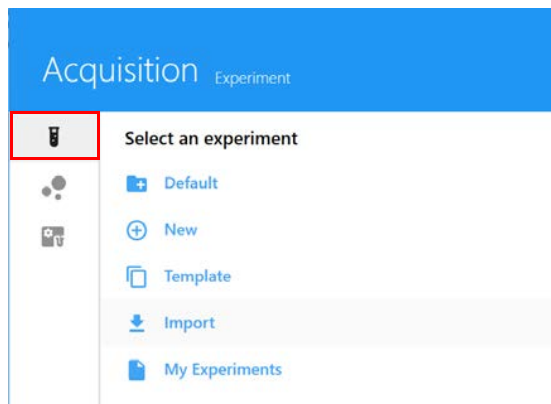 Acquisition Experiment
Select an experiment
Default
New
Template
Import
My Experiments